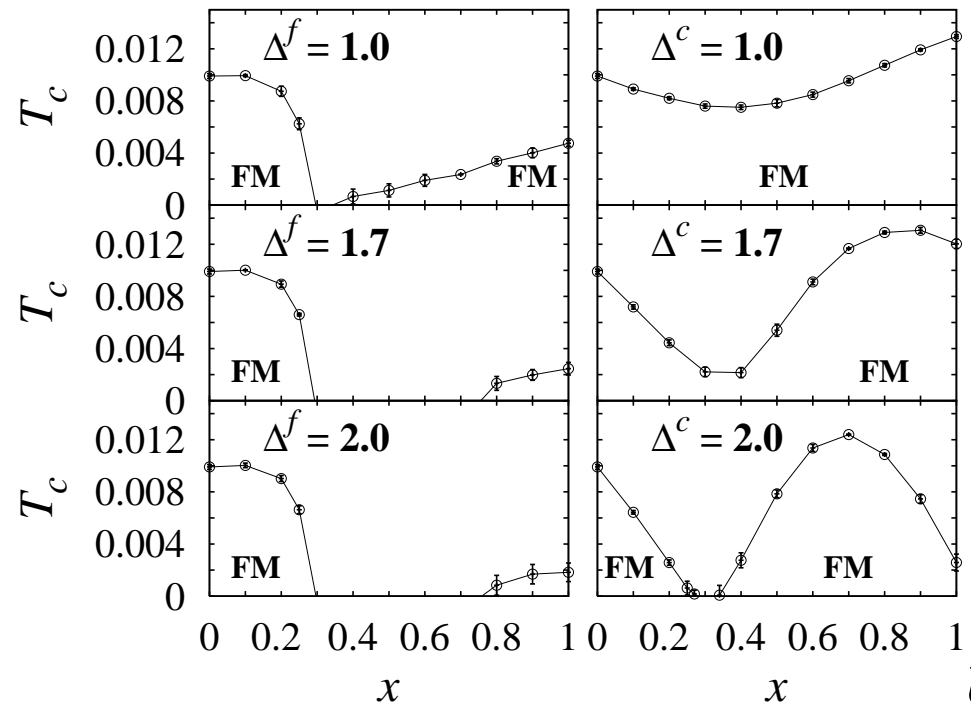 Δ^f = 1.0
Δ^c = 1.0
T_c
0.012
0.008
0.004
0
FM
FM
FM
Δ^f = 1.7
Δ^c = 1.7
T_c
0.012
0.008
0.004
0
FM
FM
Δ^f = 2.0
Δ^c = 2.0
T_c
0.012
0.008
0.004
0
FM
FM
FM
0 0.2 0.4 0.6 0.8 1
0 0.2 0.4 0.6 0.8 1
x
x